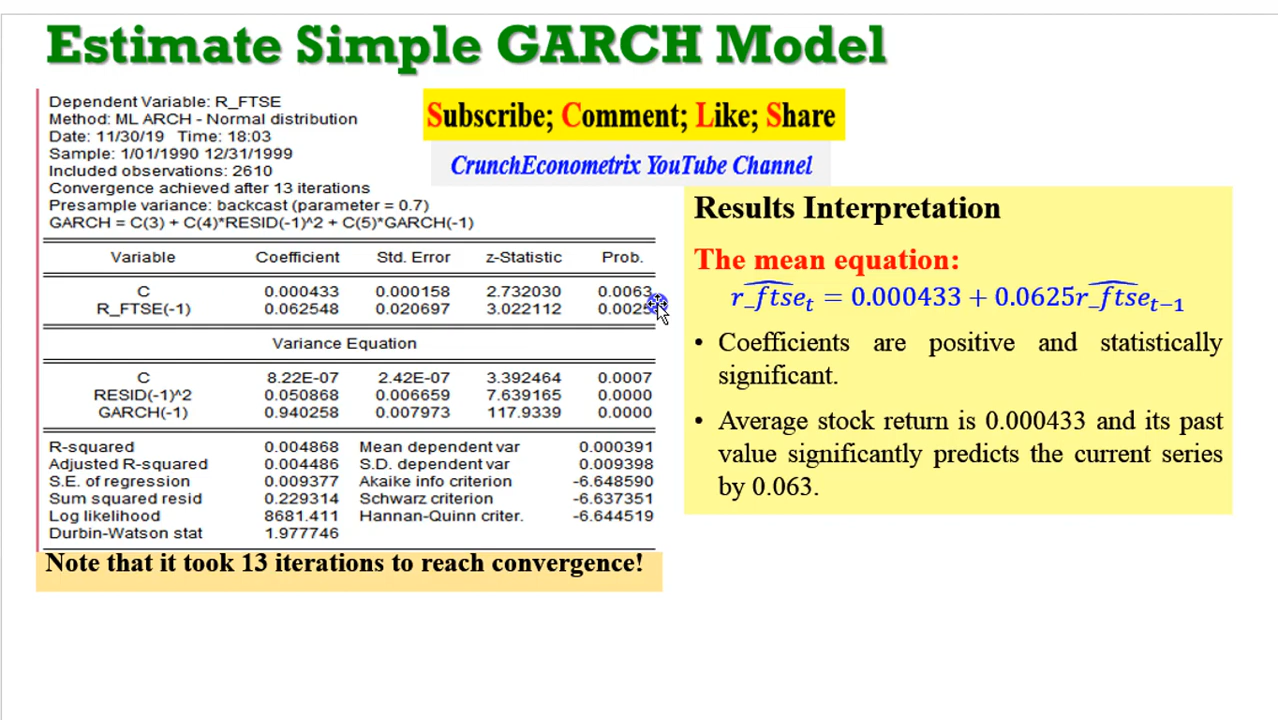 Estimate Simple GARCH Model
Dependent Variable: R_FTSE
Method: ML ARCH - Normal distribution
Date: 11/30/19 Time: 18:03
Sample: 1/01/1990 12/31/1999
Included observations: 2610
Convergence achieved after 13 iterations
Presample variance: backcast (parameter = 0.7)
GARCH = C(3) + C(4)*RESID(-1)^2 + C(5)*GARCH(-1)
Variable Coefficient Std. Error z-Statistic Prob.
C 0.000433 0.000158 2.732030 0.0063
R_FTSE(-1) 0.062548 0.020697 3.022112 0.0025
Variance Equation
C 8.22E-07 2.42E-07 3.392464 0.0007
RESID(-1)^2 0.050868 0.006659 7.639165 0.0000
GARCH(-1) 0.940258 0.007973 117.9339 0.0000
R-squared 0.004868 Mean dependent var 0.000391
Adjusted R-squared 0.004486 S.D. dependent var 0.009398
S.E. of regression 0.009377 Akaike info criterion -6.648590
Sum squared resid 0.229314 Schwarz criterion -6.637351
Log likelihood 8681.411 Hannan-Quinn criter. -6.644519
Durbin-Watson stat 1.977746
Note that it took 13 iterations to reach convergence!
Subscribe; Comment; Like; Share
CrunchEconometrix YouTube Channel
Results Interpretation
The mean equation:
r_ftse_t = 0.000433 + 0.0625r_ftse_{t−1}
• Coefficients are positive and statistically
significant.
• Average stock return is 0.000433 and its past
value significantly predicts the current series
by 0.063.